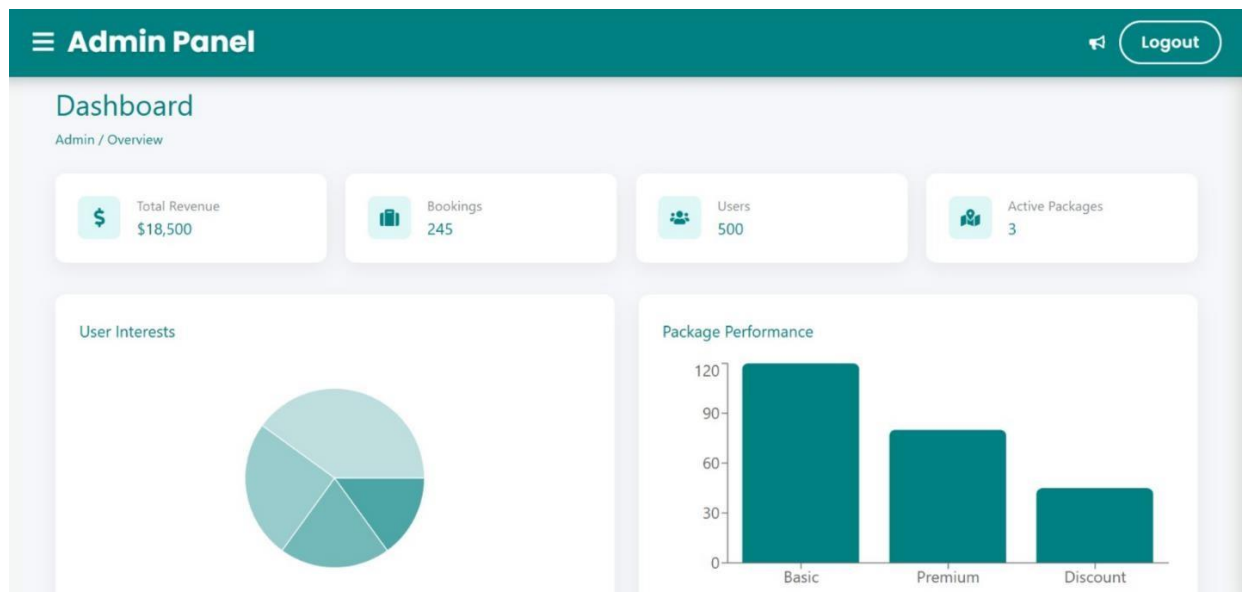 Admin Panel
Logout
Dashboard
Admin / Overview
Total Revenue
$18,500
Bookings
245
Users
500
Active Packages
3
User Interests
Package Performance
120
90
60
30
0
Basic
Premium
Discount